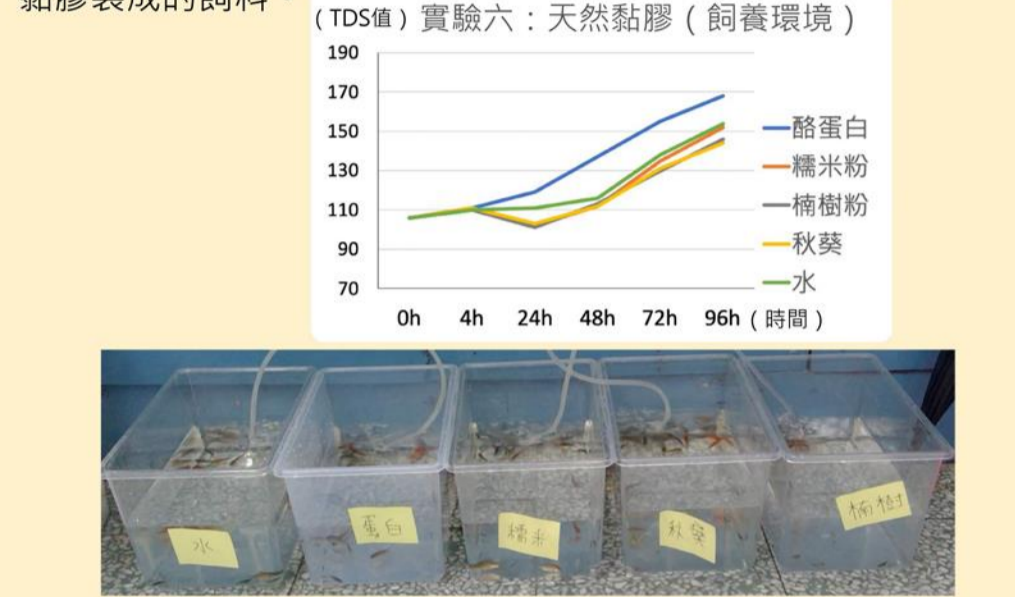 黏膠製成的飼料。
(TDS值) 實驗六：天然黏膠（飼養環境）
190
170
150
130
110
90
70
0h 4h 24h 48h 72h 96h (時間)
酪蛋白
糯米粉
楠樹粉
秋葵
水
水
蛋白
糯米
秋葵
楠樹